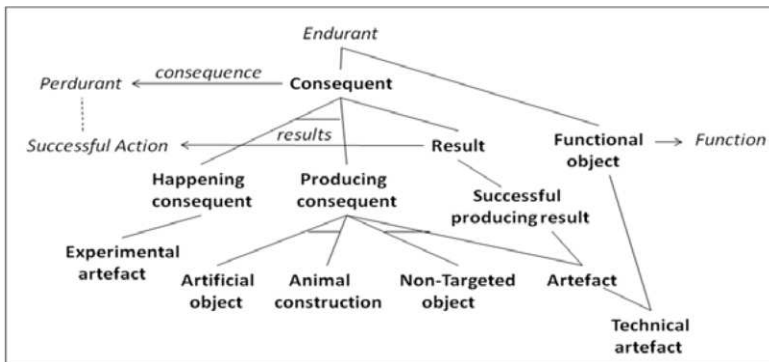 Endurant
Perdurant
consequence
Consequent
Successful Action
results
Result
Functional
object
Function
Happening
consequent
Producing
consequent
Successful
producing result
Experimental
artefact
Artificial
object
Animal
construction
Non-Targeted
object
Artefact
Technical
artefact